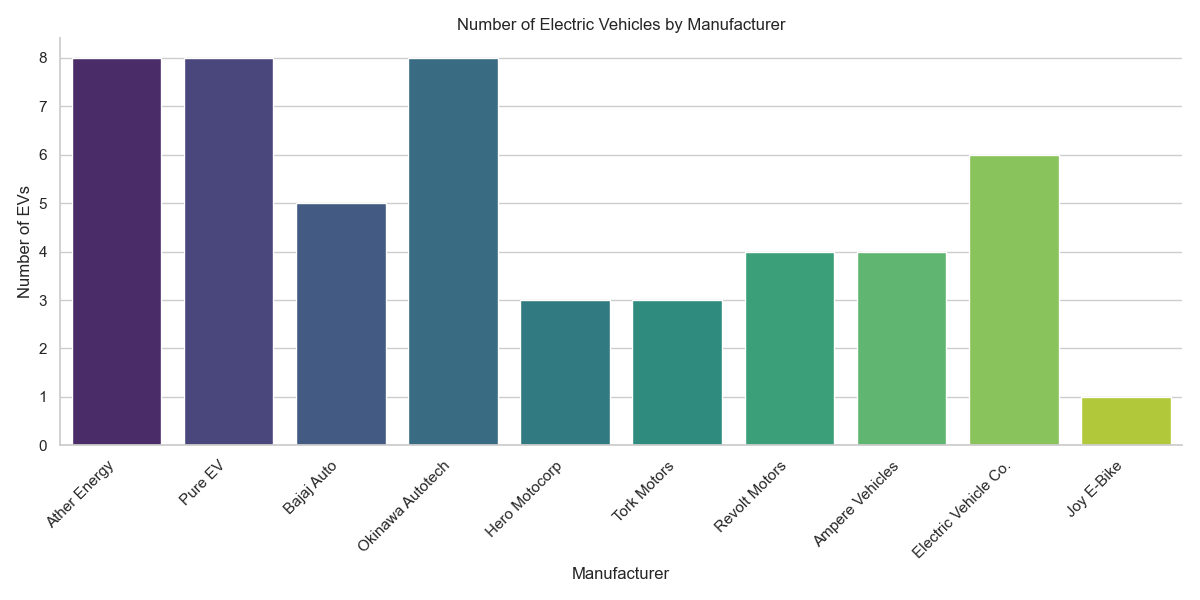 Number of Electric Vehicles by Manufacturer
Number of EVs
8
7
6
5
4
3
2
1
0
Ather Energy
Pure EV
Bajaj Auto
Okinawa Autotech
Hero Motocorp
Tork Motors
Revolt Motors
Ampere Vehicles
Electric Vehicle Co.
Joy E-Bike
Manufacturer